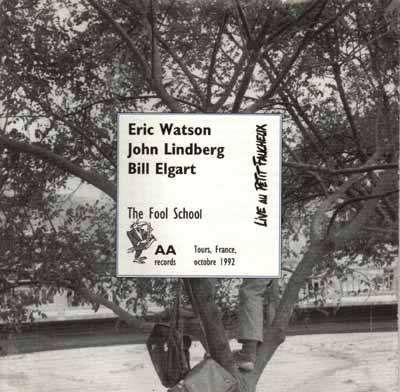 Eric Watson
John Lindberg
Bill Elgart
LIVE AU PETIT FAUCHEUX
The Fool School
AA
records
Tours, France,
octobre 1992